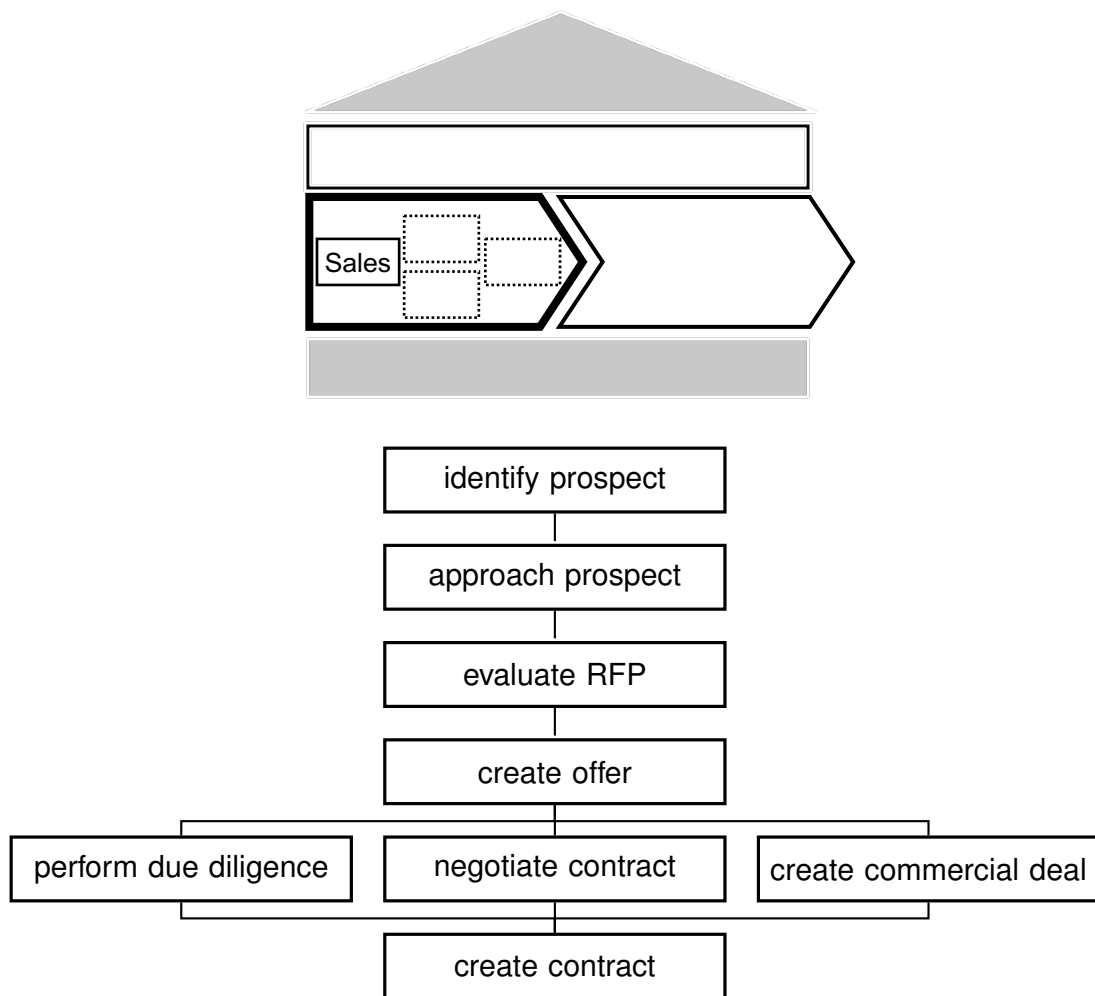 Sales
identify prospect
approach prospect
evaluate RFP
create offer
perform due diligence
negotiate contract
create commercial deal
create contract